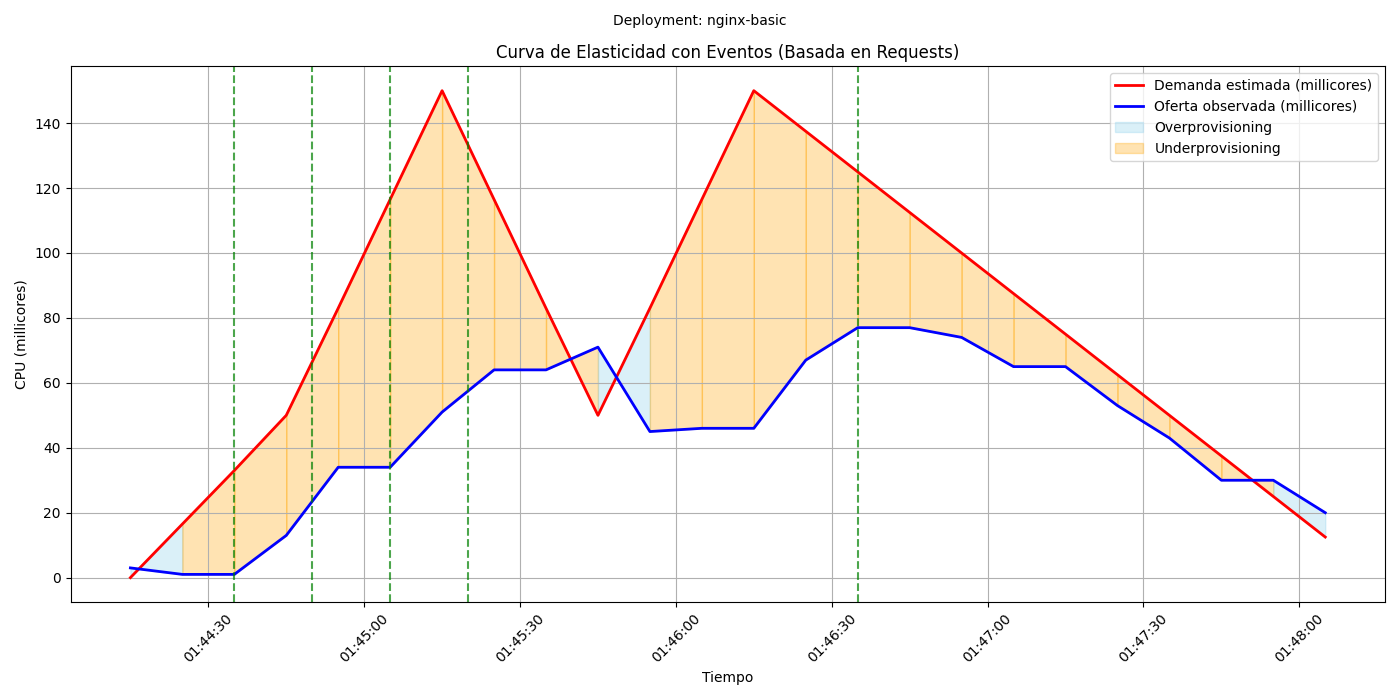 Deployment: nginx-basic
Curva de Elasticidad con Eventos (Basada en Requests)
Demanda estimada (millicores)
Oferta observada (millicores)
Overprovisioning
Underprovisioning
CPU (millicores)
140
120
100
80
60
40
20
0
01:44:30
01:45:00
01:45:30
01:46:00
01:46:30
01:47:00
01:47:30
01:48:00
Tiempo